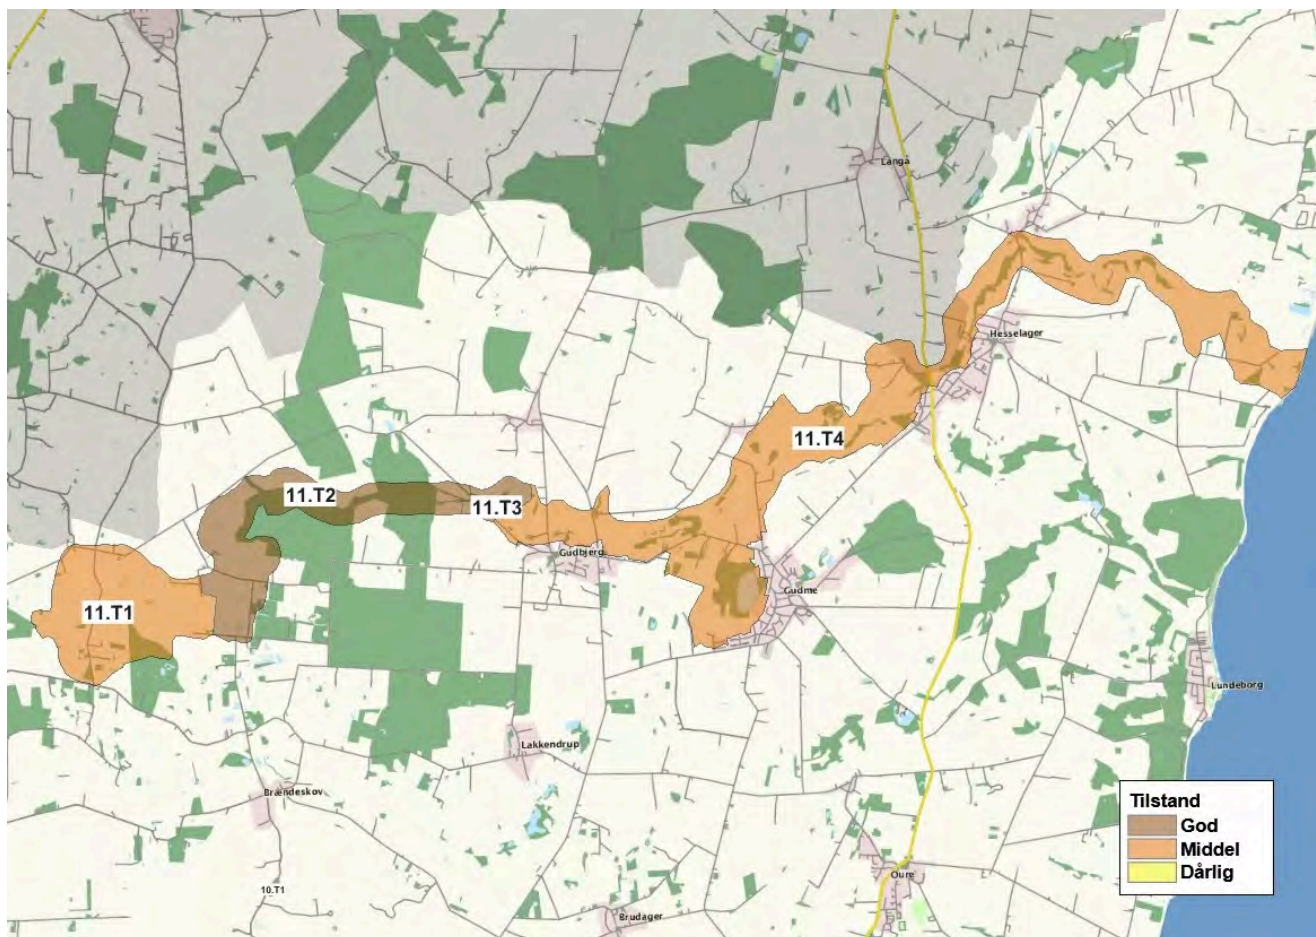 Langå
Hesselager
11.T4
11.T2
11.T3
Gudbjerg
Gudme
11.T1
Lundeborg
Lakkendrup
Brændeskov
Tilstand
God
Middel
Dårlig
Oure
10.T1
Brudager